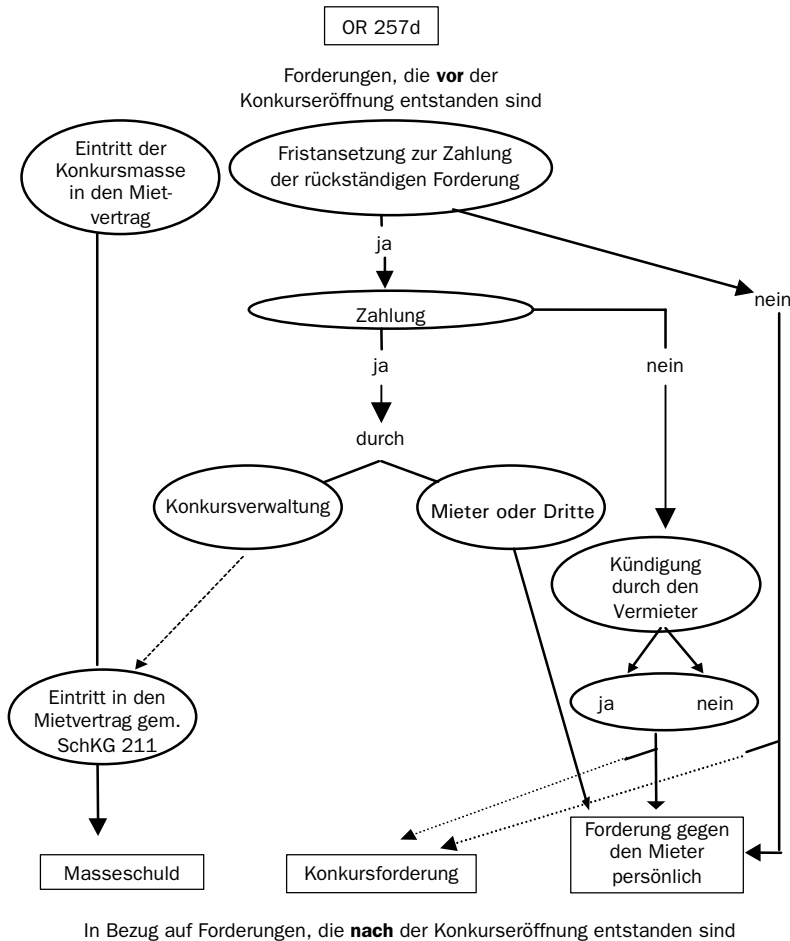 OR 257d
Forderungen, die vor der
Konkurseröffnung entstanden sind
Eintritt der
Konkursmasse
in den Miet-
vertrag
Fristansetzung zur Zahlung
der rückständigen Forderung
ja
nein
Zahlung
ja
nein
durch
Konkursverwaltung
Mieter oder Dritte
Kündigung
durch den
Vermieter
ja nein
Eintritt in den
Mietvertrag gem.
SchKG 211
Masseschuld
Konkursforderung
Forderung gegen
den Mieter
persönlich
In Bezug auf Forderungen, die nach der Konkurseröffnung entstanden sind